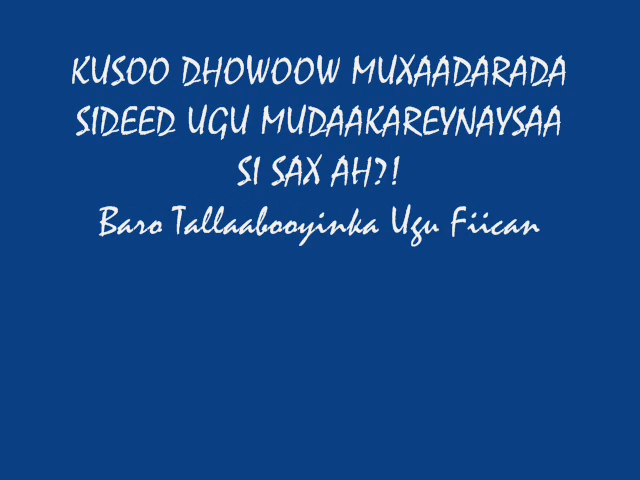 KUSOO DHOWOOW MUXAADARADA
SIDEED UGU MUDAAKAREYNAYSAA
SI SAX AH?!
Baro Tallaabooyinka Ugu Fiican